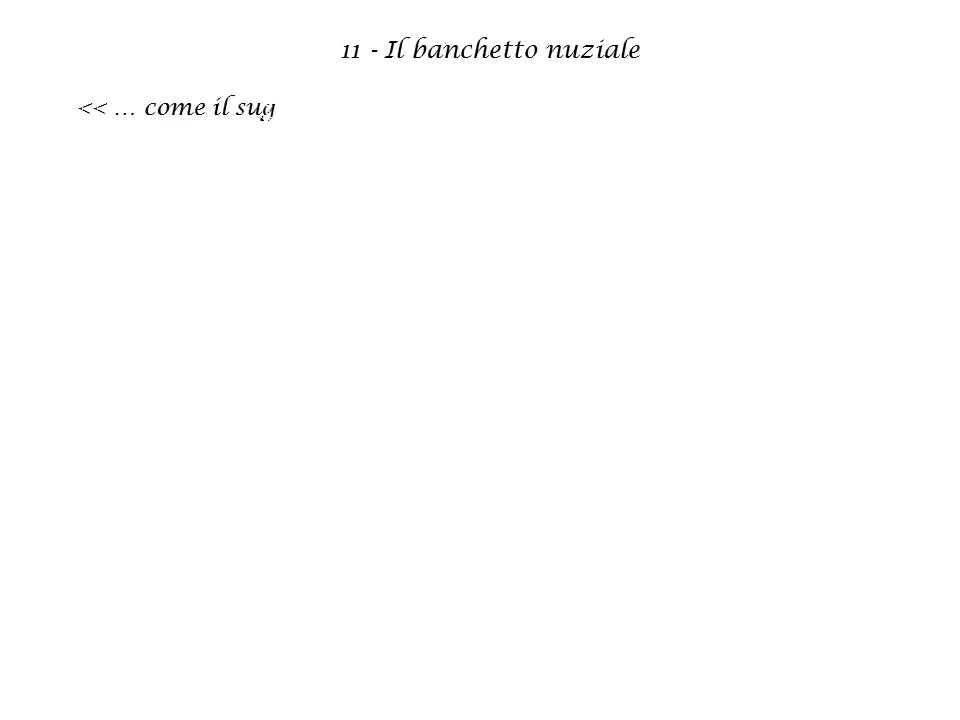 11 - Il banchetto nuziale
<< ... come il sug